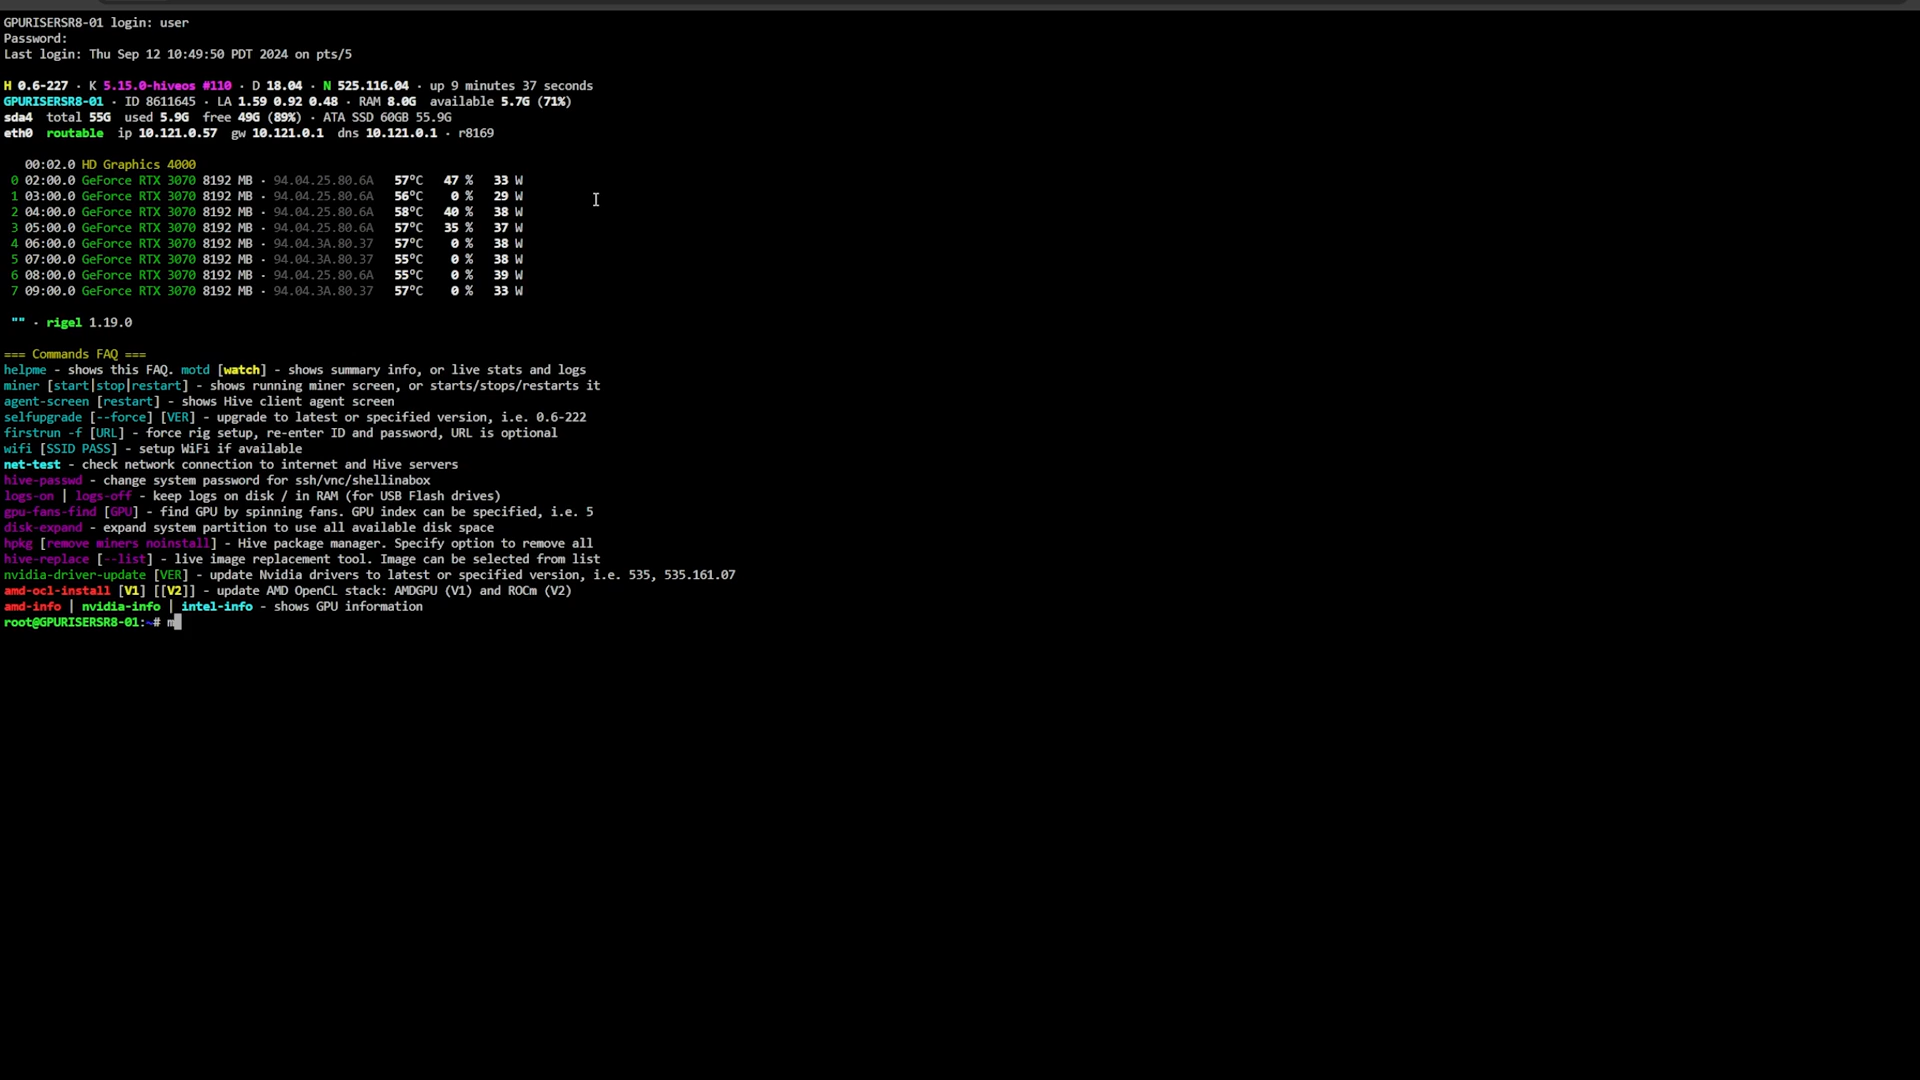 GPURISERSR8-01 login: user
Password:
Last login: Thu Sep 12 10:49:50 PDT 2024 on pts/5
H 0.6-227 · K 5.15.0-hiveos #110 · D 18.04 · N 525.116.04 · up 9 minutes 37 seconds
GPURISERSR8-01 · ID 8611645 · LA 1.59 0.92 0.48 · RAM 8.0G available 5.7G (71%)
sda4 total 55G used 5.9G free 49G (89%) · ATA SSD 60GB 55.9G
eth0 routable ip 10.121.0.57 gw 10.121.0.1 dns 10.121.0.1 · r8169
00:02.0 HD Graphics 4000
0 02:00.0 GeForce RTX 3070 8192 MB · 94.04.25.80.6A 57°C 47 % 33 W
1 03:00.0 GeForce RTX 3070 8192 MB · 94.04.25.80.6A 56°C 0 % 29 W
2 04:00.0 GeForce RTX 3070 8192 MB · 94.04.25.80.6A 58°C 40 % 38 W
3 05:00.0 GeForce RTX 3070 8192 MB · 94.04.25.80.6A 57°C 35 % 37 W
4 06:00.0 GeForce RTX 3070 8192 MB · 94.04.3A.80.37 57°C 0 % 38 W
5 07:00.0 GeForce RTX 3070 8192 MB · 94.04.3A.80.37 55°C 0 % 38 W
6 08:00.0 GeForce RTX 3070 8192 MB · 94.04.25.80.6A 55°C 0 % 39 W
7 09:00.0 GeForce RTX 3070 8192 MB · 94.04.3A.80.37 57°C 0 % 33 W
"" · rigel 1.19.0
=== Commands FAQ ===
helpme - shows this FAQ. motd [watch] - shows summary info, or live stats and logs
miner [start|stop|restart] - shows running miner screen, or starts/stops/restarts it
agent-screen [restart] - shows Hive client agent screen
selfupgrade [--force] [VER] - upgrade to latest or specified version, i.e. 0.6-222
firstrun -f [URL] - force rig setup, re-enter ID and password, URL is optional
wifi [SSID PASS] - setup WiFi if available
net-test - check network connection to internet and Hive servers
hive-passwd - change system password for ssh/vnc/shellinabox
logs-on | logs-off - keep logs on disk / in RAM (for USB Flash drives)
gpu-fans-find [GPU] - find GPU by spinning fans. GPU index can be specified, i.e. 5
disk-expand - expand system partition to use all available disk space
hpkg [remove miners noinstall] - Hive package manager. Specify option to remove all
hive-replace [--list] - live image replacement tool. Image can be selected from list
nvidia-driver-update [VER] - update Nvidia drivers to latest or specified version, i.e. 535, 535.161.07
amd-ocl-install [V1] [[V2]] - update AMD OpenCL stack: AMDGPU (V1) and ROCm (V2)
amd-info | nvidia-info | intel-info - shows GPU information
root@GPURISERSR8-01:~# m